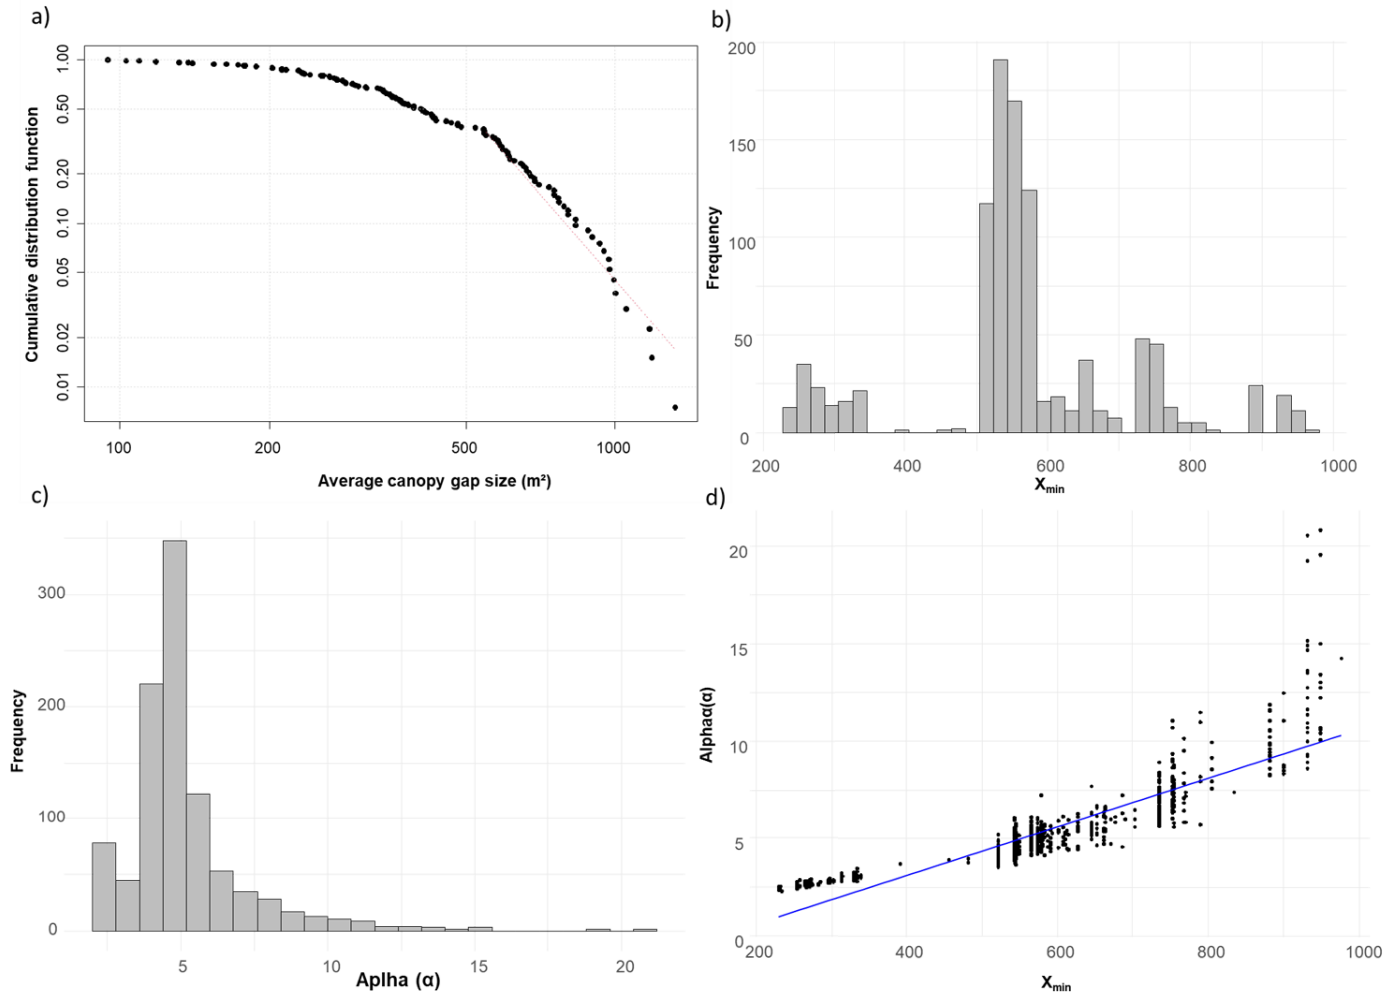 a)
Cumulative distribution function
1.00
0.50
0.20
0.10
0.05
0.02
0.01
100 200 500 1000
Average canopy gap size (m²)
b)
Frequency
200
150
100
50
0
200 400 600 800 1000
Xmin
c)
Frequency
300
200
100
0
5 10 15 20
Aplha (α)
d)
Alphaα(α)
20
15
10
5
0
200 400 600 800 1000
Xmin